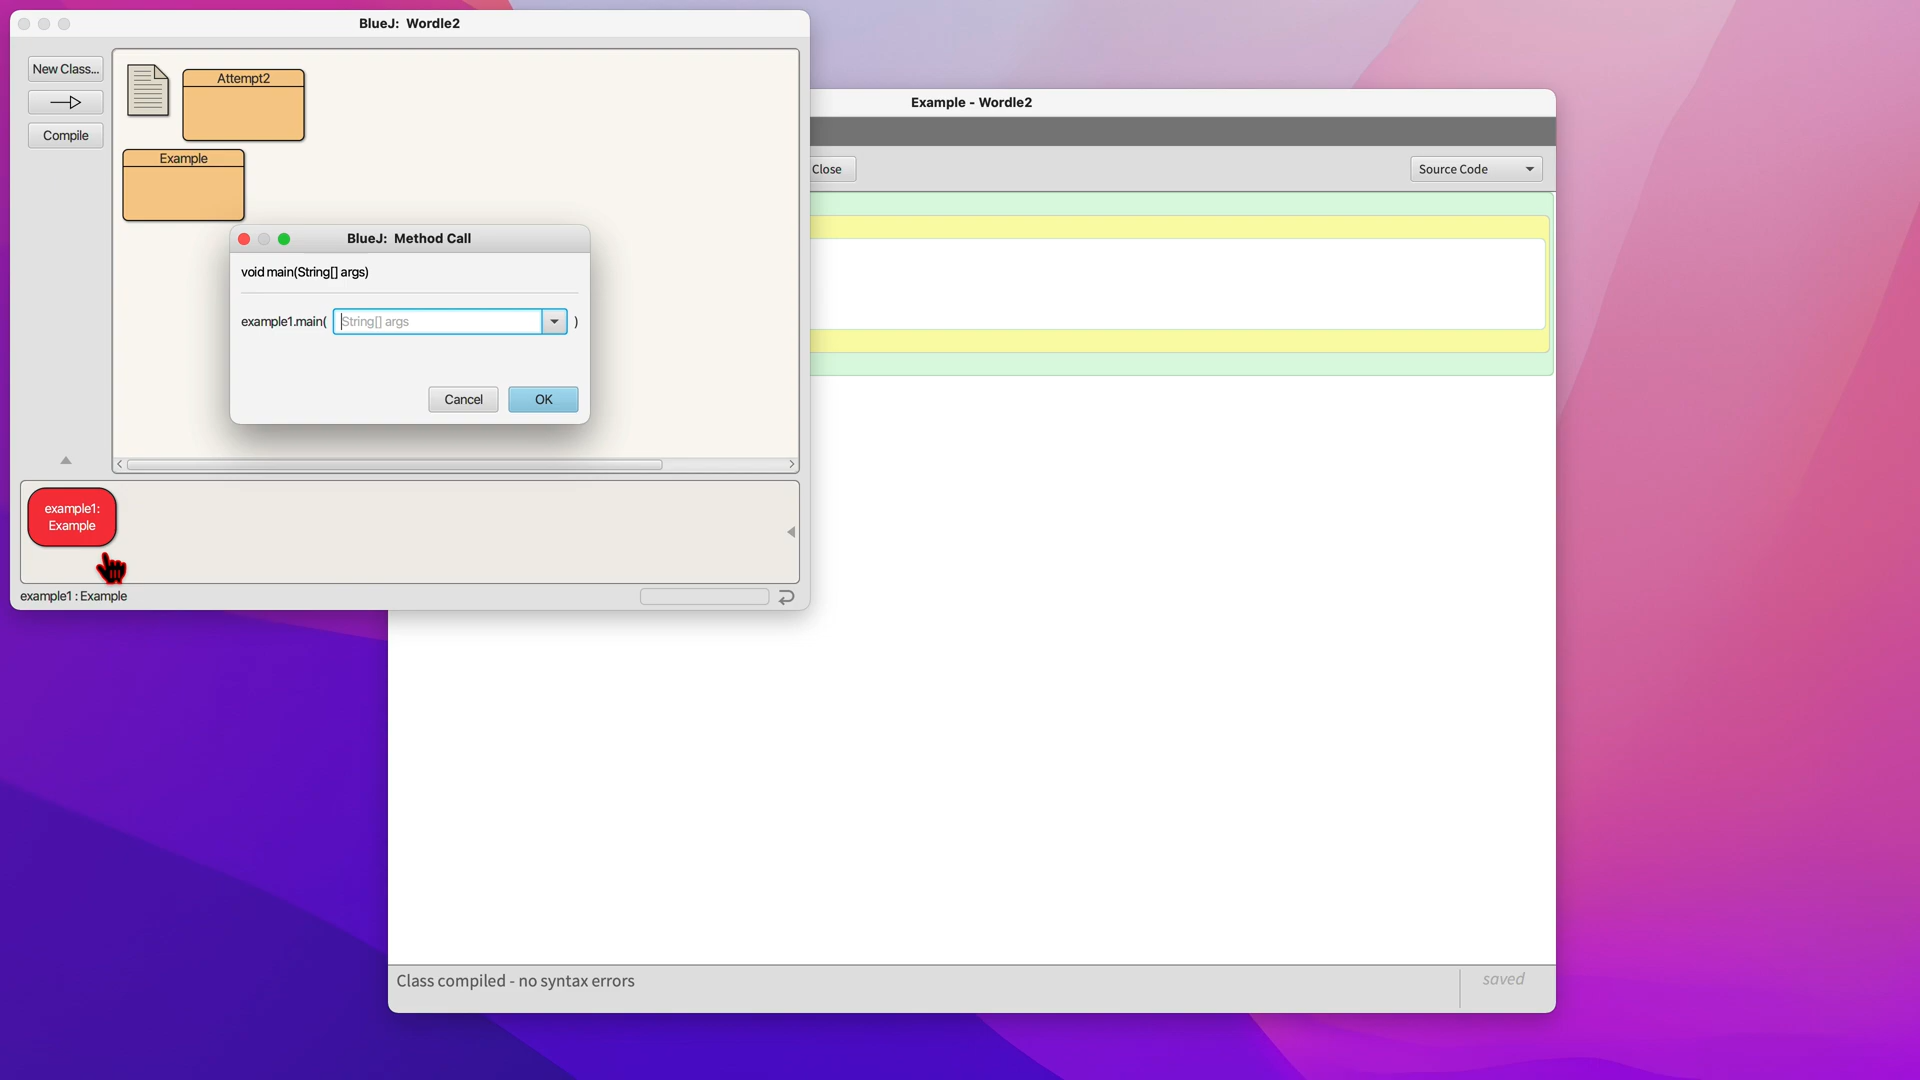 BlueJ: Wordle2
New Class...
Compile
Attempt2
Example
Example - Wordle2
Close
Source Code
BlueJ: Method Call
void main(String[] args)
example1.main(
String[] args
)
Cancel
OK
example1:
Example
example1 : Example
Class compiled - no syntax errors
saved